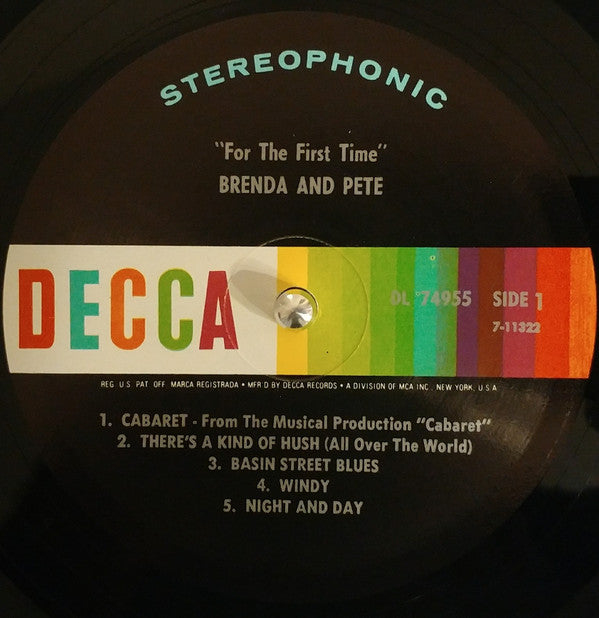 STEREOPHONIC
"For The First Time"
BRENDA AND PETE
DECCA
DL 74955 SIDE 1
7-11322
REG. U.S. PAT. OFF. MARCA REGISTRADA • MFR'D BY DECCA RECORDS • A DIVISION OF MCA INC. NEW YORK, U.S.A
1. CABARET - From The Musical Production "Cabaret"
2. THERE'S A KIND OF HUSH (All Over The World)
3. BASIN STREET BLUES
4. WINDY
5. NIGHT AND DAY